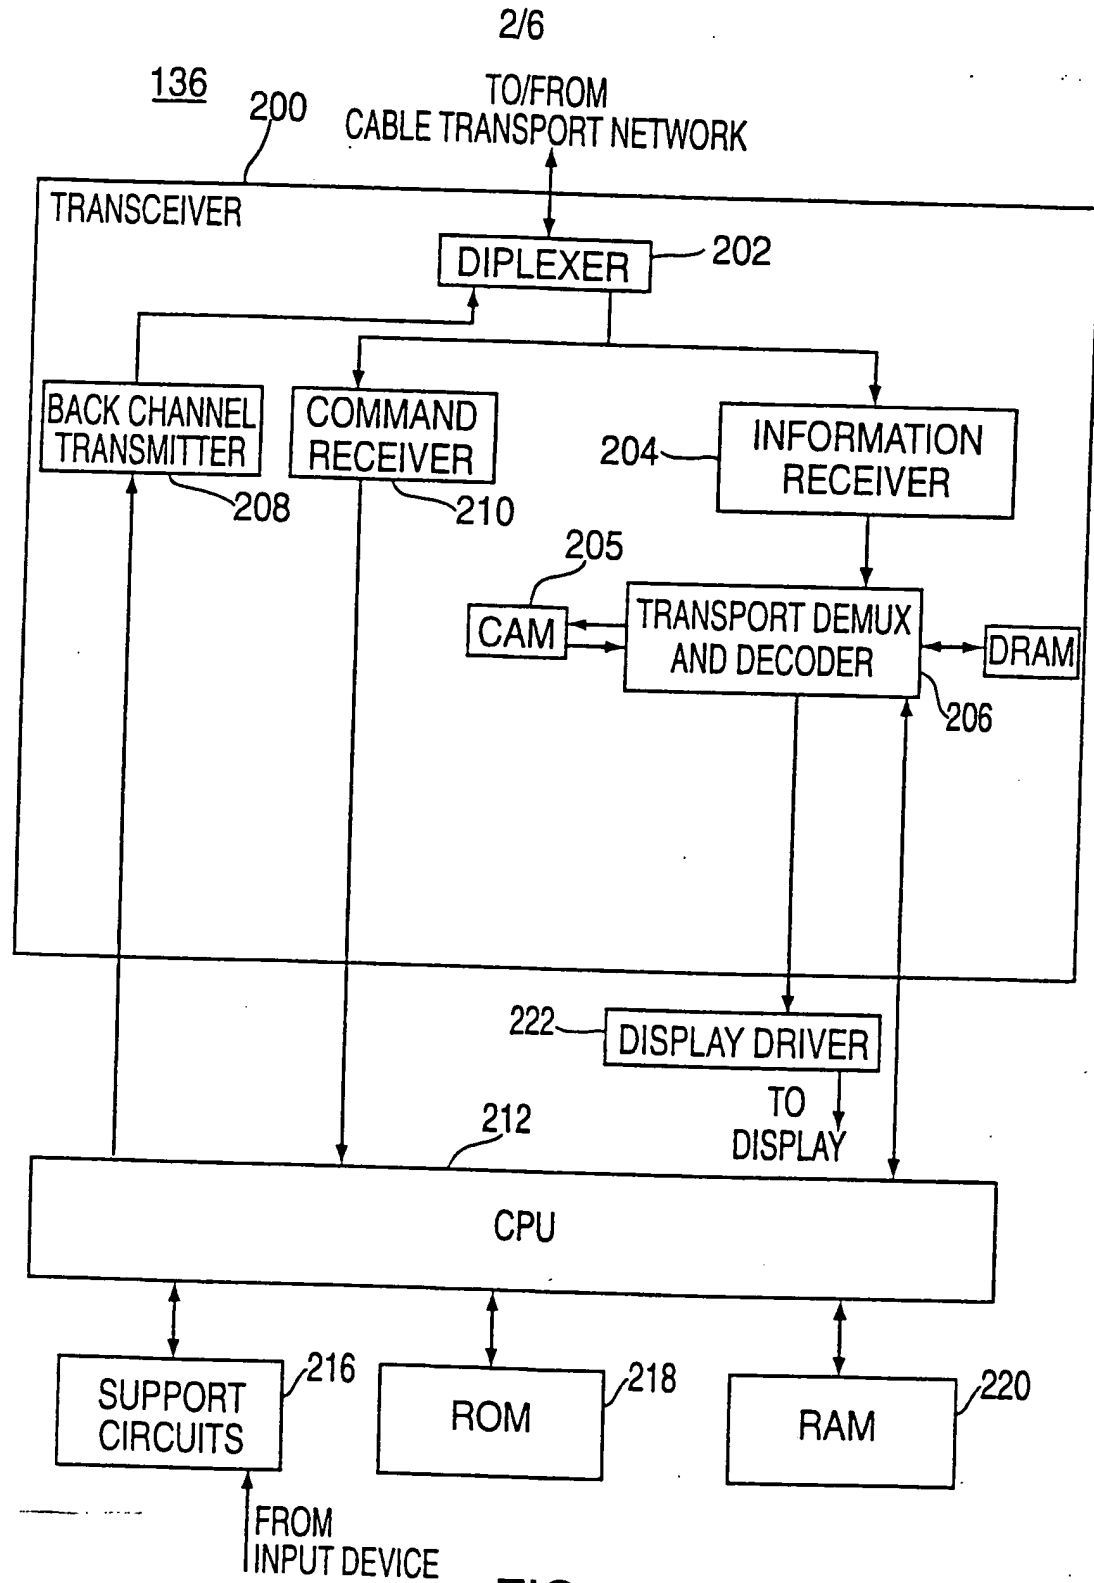 2/6
136
200
TO/FROM
CABLE TRANSPORT NETWORK
TRANSCEIVER
DIPLEXER
202
BACK CHANNEL
TRANSMITTER
208
COMMAND
RECEIVER
210
204
INFORMATION
RECEIVER
205
CAM
TRANSPORT DEMUX
AND DECODER
DRAM
206
222
DISPLAY DRIVER
TO
DISPLAY
212
CPU
SUPPORT
CIRCUITS
216
ROM
218
RAM
220
FROM
INPUT DEVICE